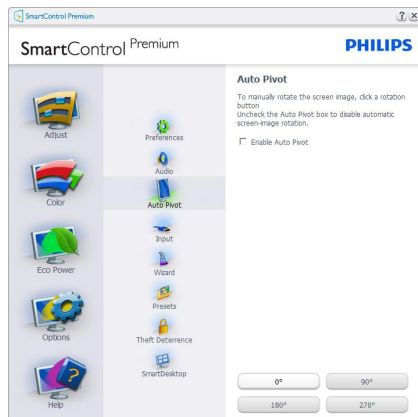 SmartControl Premium
SmartControl Premium
PHILIPS
Adjust
Color
Eco Power
Options
Help
Preferences
Audio
Auto Pivot
Input
Wizard
Presets
Theft Deterrence
SmartDesktop
Auto Pivot
To manually rotate the screen image, click a rotation
button
Uncheck the Auto Pivot box to disable automatic
screen-image rotation.
Enable Auto Pivot
0°
90°
180°
270°